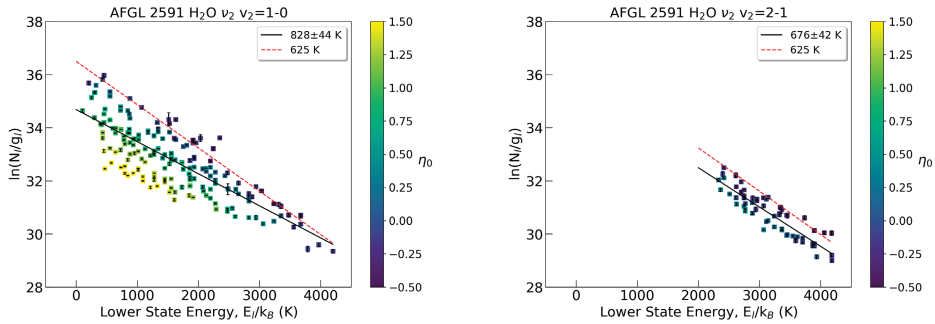 AFGL 2591 H₂O ν₂ v₂=1-0
828±44 K
625 K
38
36
34
32
30
28
ln(Nₗ/gₗ)
0 1000 2000 3000 4000
Lower State Energy, Eₗ/k_B (K)
1.50
1.25
1.00
0.75
0.50
0.25
0.00
−0.25
−0.50
η₀
AFGL 2591 H₂O ν₂ v₂=2-1
676±42 K
625 K
38
36
34
32
30
28
ln(Nₗ/gₗ)
0 1000 2000 3000 4000
Lower State Energy, Eₗ/k_B (K)
1.50
1.25
1.00
0.75
0.50
0.25
0.00
−0.25
−0.50
η₀